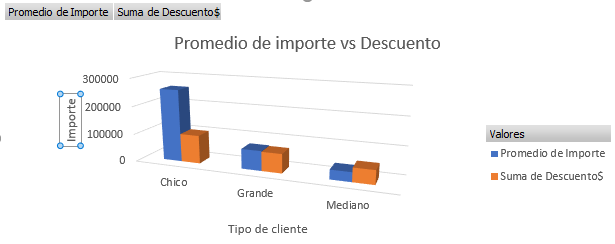 Promedio de Importe Suma de Descuento$
Promedio de importe vs Descuento
Importe
300000
200000
100000
0
Chico
Grande
Mediano
Tipo de cliente
Valores
Promedio de Importe
Suma de Descuento$